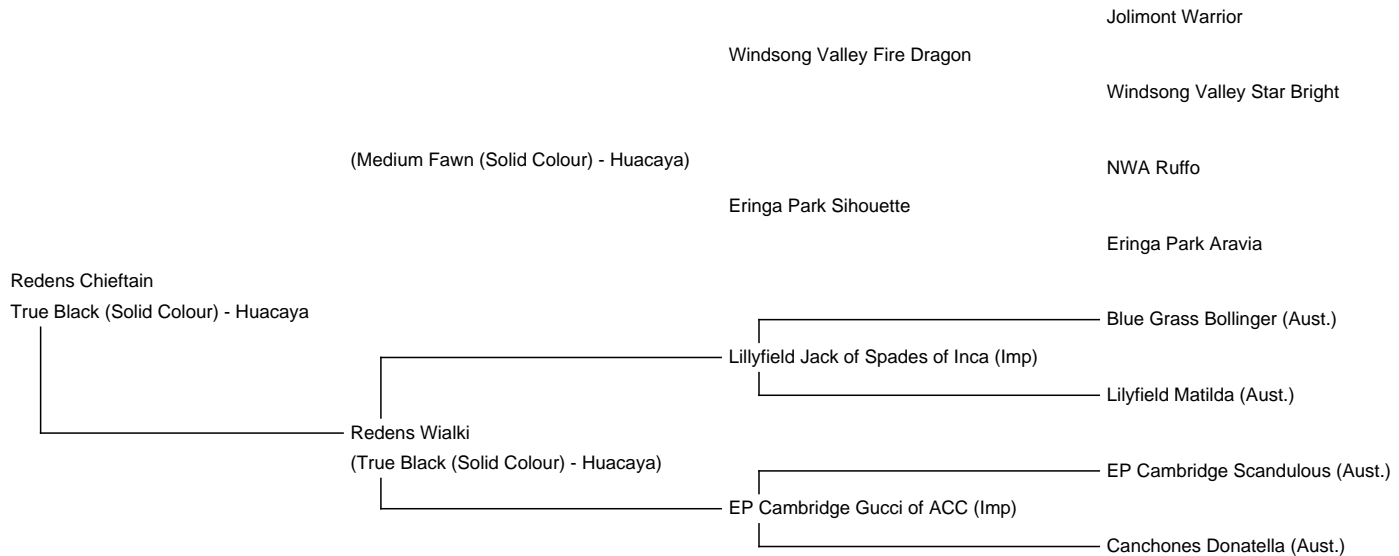 Jolimont Warrior
Windsong Valley Fire Dragon
Windsong Valley Star Bright
(Medium Fawn (Solid Colour) - Huacaya)
NWA Ruffo
Eringa Park Sihouette
Eringa Park Aravia
Redens Chieftain
True Black (Solid Colour) - Huacaya
Blue Grass Bollinger (Aust.)
Lillyfield Jack of Spades of Inca (Imp)
Lilyfield Matilda (Aust.)
Redens Wialki
(True Black (Solid Colour) - Huacaya)
EP Cambridge Scandulous (Aust.)
EP Cambridge Gucci of ACC (Imp)
Canchones Donatella (Aust.)